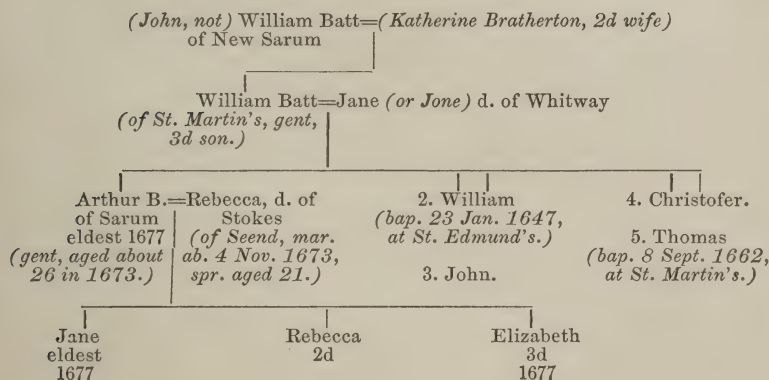 (John, not) William Batt=(Katherine Bratherton, 2d wife)
of New Sarum
William Batt=Jane (or Jone) d. of Whitway
(of St. Martin's, gent,
3d son.)
Arthur B.=Rebecca, d. of
of Sarum Stokes
eldest 1677 (of Seend, mar.
(gent, aged about ab. 4 Nov. 1673,
26 in 1673.) spr. aged 21.)
2. William
(bap. 23 Jan. 1647,
at St. Edmund's.)
3. John.
4. Christofer.
5. Thomas
(bap. 8 Sept. 1662,
at St. Martin's.)
Jane
eldest
1677
Rebecca
2d
Elizabeth
3d
1677